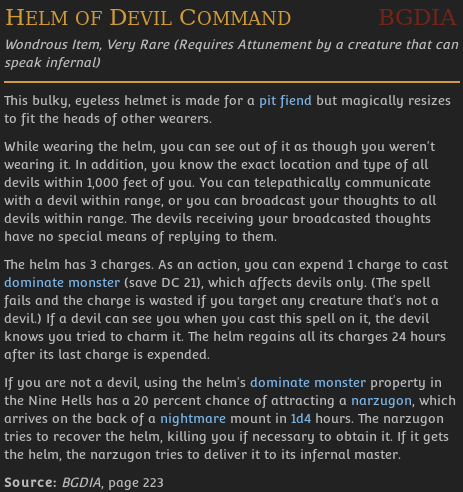 HELM OF DEVIL COMMAND BGDIA
Wondrous Item, Very Rare (Requires Attunement by a creature that can
speak infernal)
This bulky, eyeless helmet is made for a pit fiend but magically resizes
to fit the heads of other wearers.
While wearing the helm, you can see out of it as though you weren't
wearing it. In addition, you know the exact location and type of all
devils within 1,000 feet of you. You can telepathically communicate
with a devil within range, or you can broadcast your thoughts to all
devils within range. The devils receiving your broadcasted thoughts
have no special means of replying to them.
The helm has 3 charges. As an action, you can expend 1 charge to cast
dominate monster (save DC 21), which affects devils only. (The spell
fails and the charge is wasted if you target any creature that's not a
devil.) If a devil can see you when you cast this spell on it, the devil
knows you tried to charm it. The helm regains all its charges 24 hours
after its last charge is expended.
If you are not a devil, using the helm's dominate monster property in
the Nine Hells has a 20 percent chance of attracting a narzugon, which
arrives on the back of a nightmare mount in 1d4 hours. The narzugon
tries to recover the helm, killing you if necessary to obtain it. If it gets
the helm, the narzugon tries to deliver it to its infernal master.
Source: BGDIA, page 223